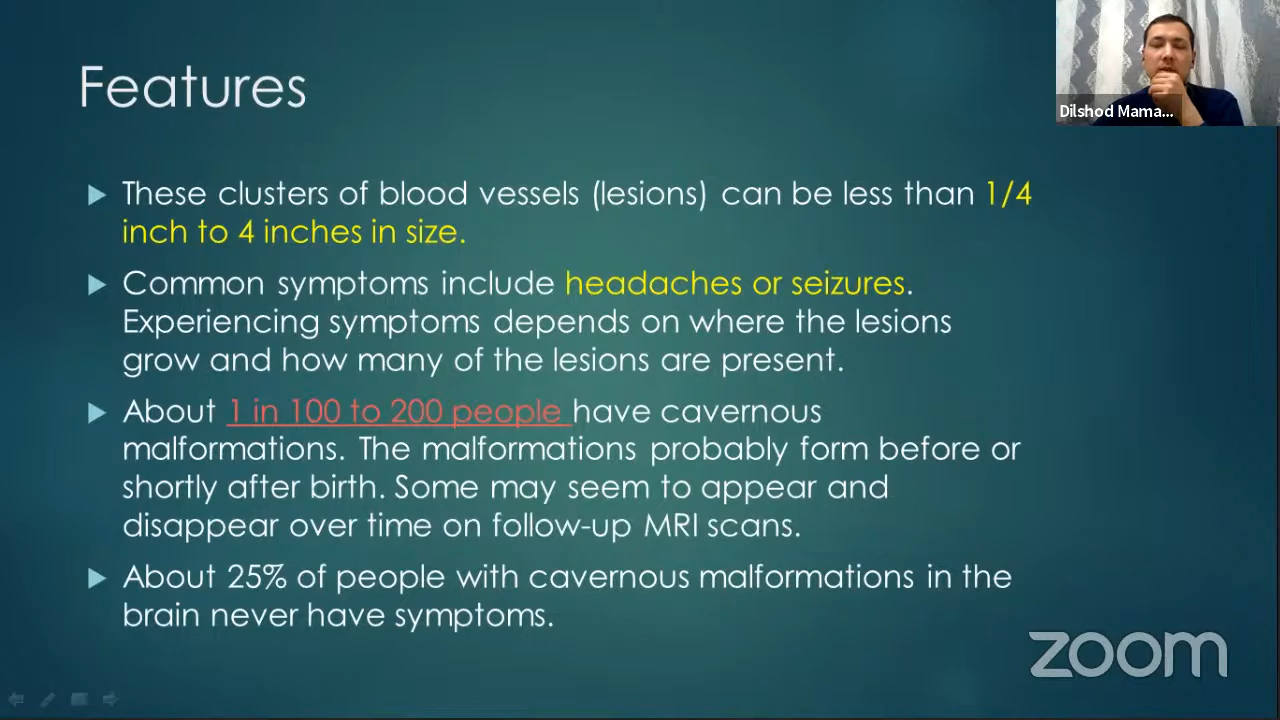 Features
Dilshod Mama...
These clusters of blood vessels (lesions) can be less than 1/4
inch to 4 inches in size.
Common symptoms include headaches or seizures.
Experiencing symptoms depends on where the lesions
grow and how many of the lesions are present.
About 1 in 100 to 200 people have cavernous
malformations. The malformations probably form before or
shortly after birth. Some may seem to appear and
disappear over time on follow-up MRI scans.
About 25% of people with cavernous malformations in the
brain never have symptoms.
zoom